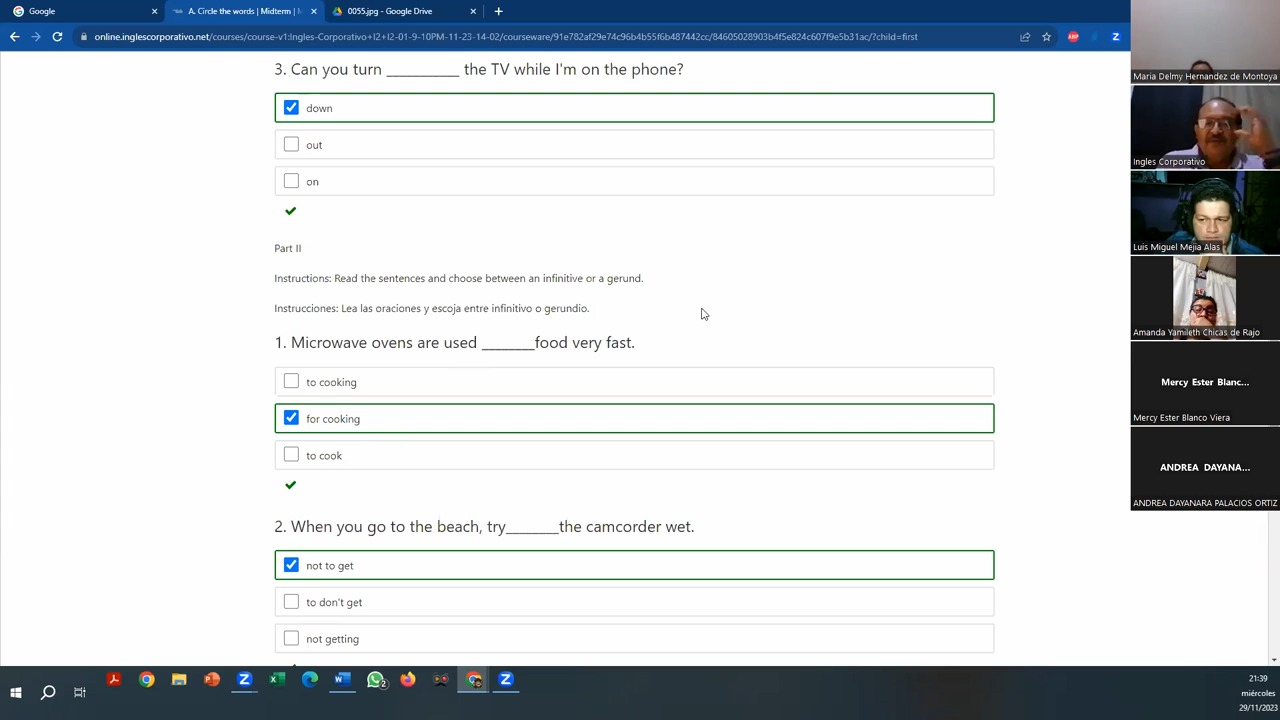 Google
A. Circle the words | Midterm | I
0055.jpg - Google Drive
online.inglescorporativo.net/courses/course-v1:Ingles-Corporativo+I2+I2-01-9-10PM-11-23-14-02/courseware/91e782af29e74c96b4b55f6b487442cc/84605028903b4f5e824c607f9e5b31ac/?child=first
3. Can you turn ___________ the TV while I'm on the phone?
down
out
on
Part II
Instructions: Read the sentences and choose between an infinitive or a gerund.
Instrucciones: Lea las oraciones y escoja entre infinitivo o gerundio.
1. Microwave ovens are used ________food very fast.
to cooking
for cooking
to cook
2. When you go to the beach, try________the camcorder wet.
not to get
to don't get
not getting
Maria Delmy Hernandez de Montoya
Ingles Corporativo
Luis Miguel Mejia Alas
Amanda Yamileth Chicas de Rajo
Mercy Ester Blanc...
Mercy Ester Blanco Viera
ANDREA DAYANA...
ANDREA DAYANARA PALACIOS ORTIZ
2
21:39
miércoles
29/11/2023